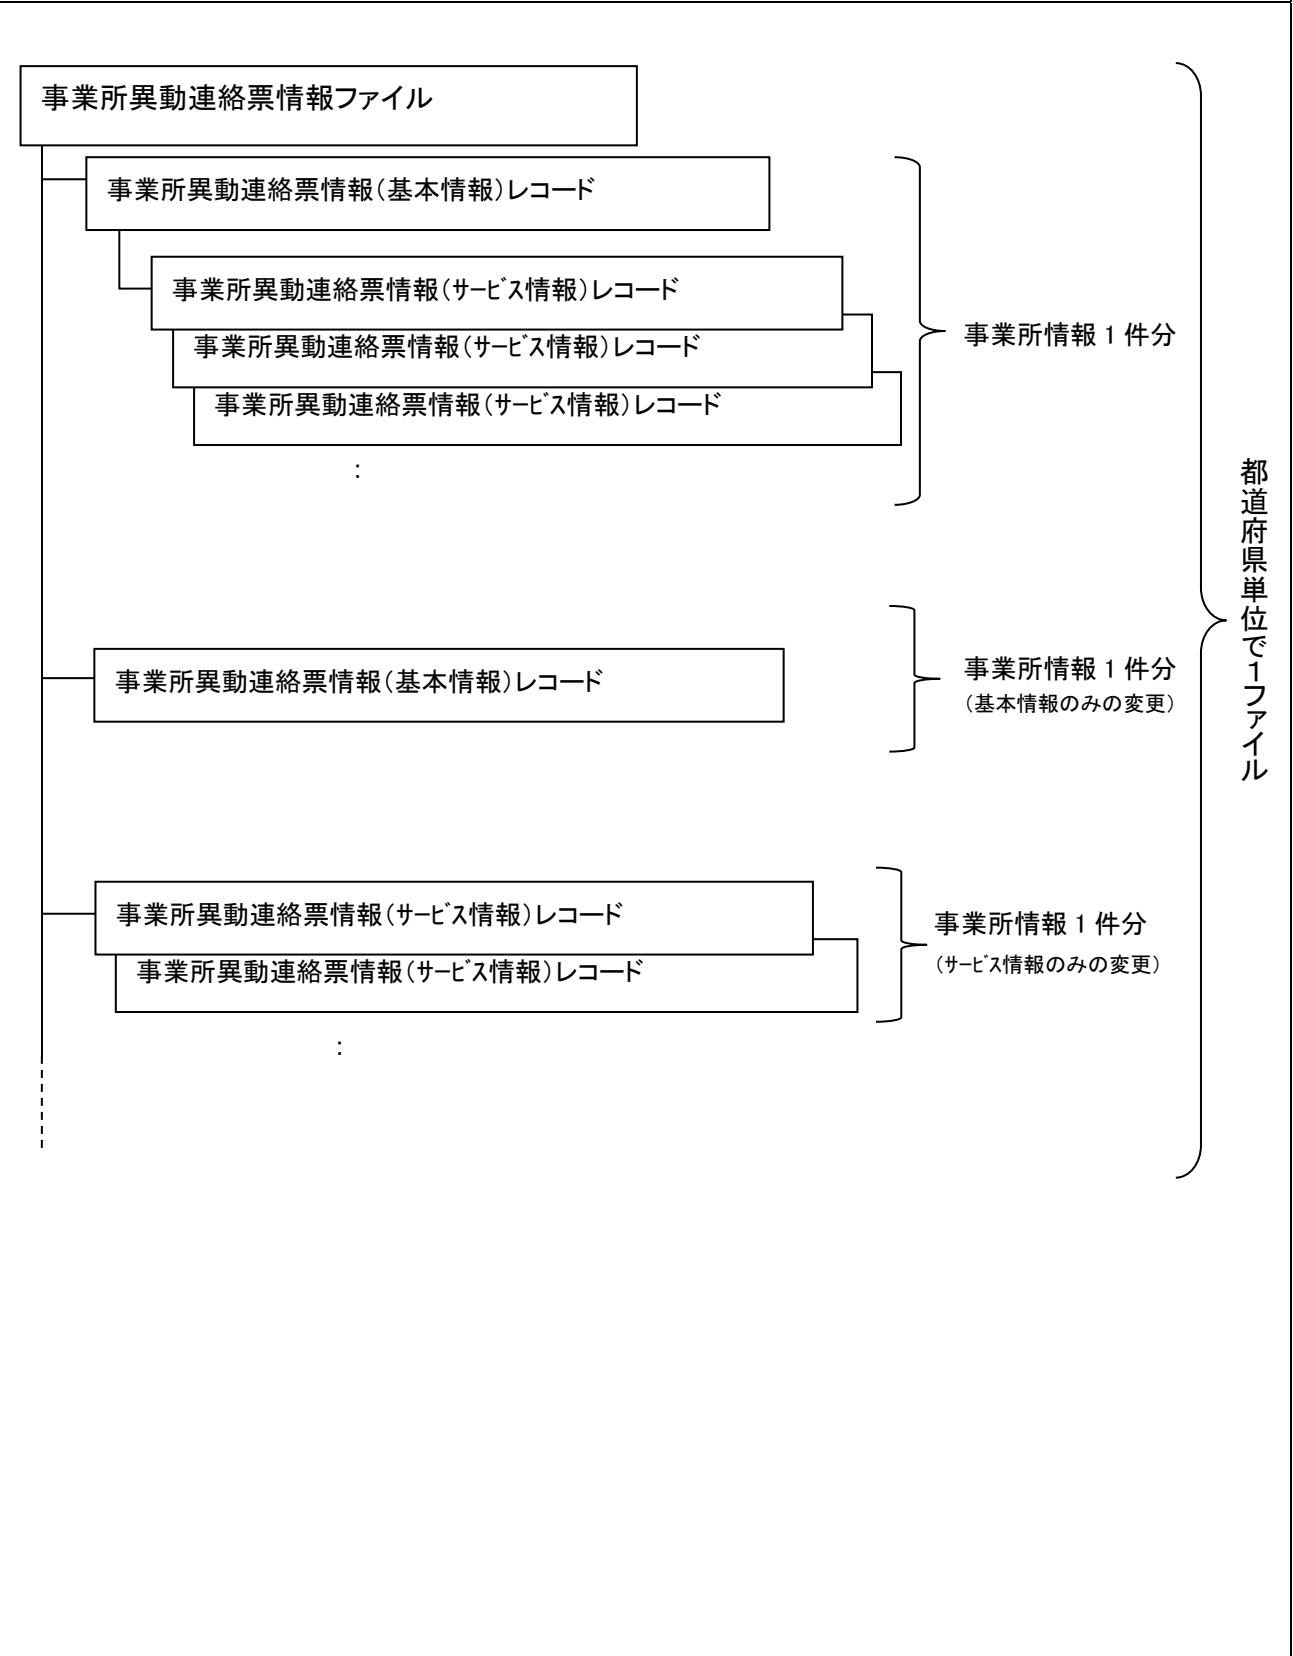 事業所異動連絡票情報ファイル
事業所異動連絡票情報（基本情報）レコード
事業所異動連絡票情報（ｻｰﾋﾞｽ情報）レコード
事業所異動連絡票情報（ｻｰﾋﾞｽ情報）レコード
事業所異動連絡票情報（ｻｰﾋﾞｽ情報）レコード
：
事業所情報１件分
事業所異動連絡票情報（基本情報）レコード
事業所情報１件分
（基本情報のみの変更）
事業所異動連絡票情報（ｻｰﾋﾞｽ情報）レコード
事業所異動連絡票情報（ｻｰﾋﾞｽ情報）レコード
：
事業所情報１件分
（ｻｰﾋﾞｽ情報のみの変更）
都道府県単位で１ファイル